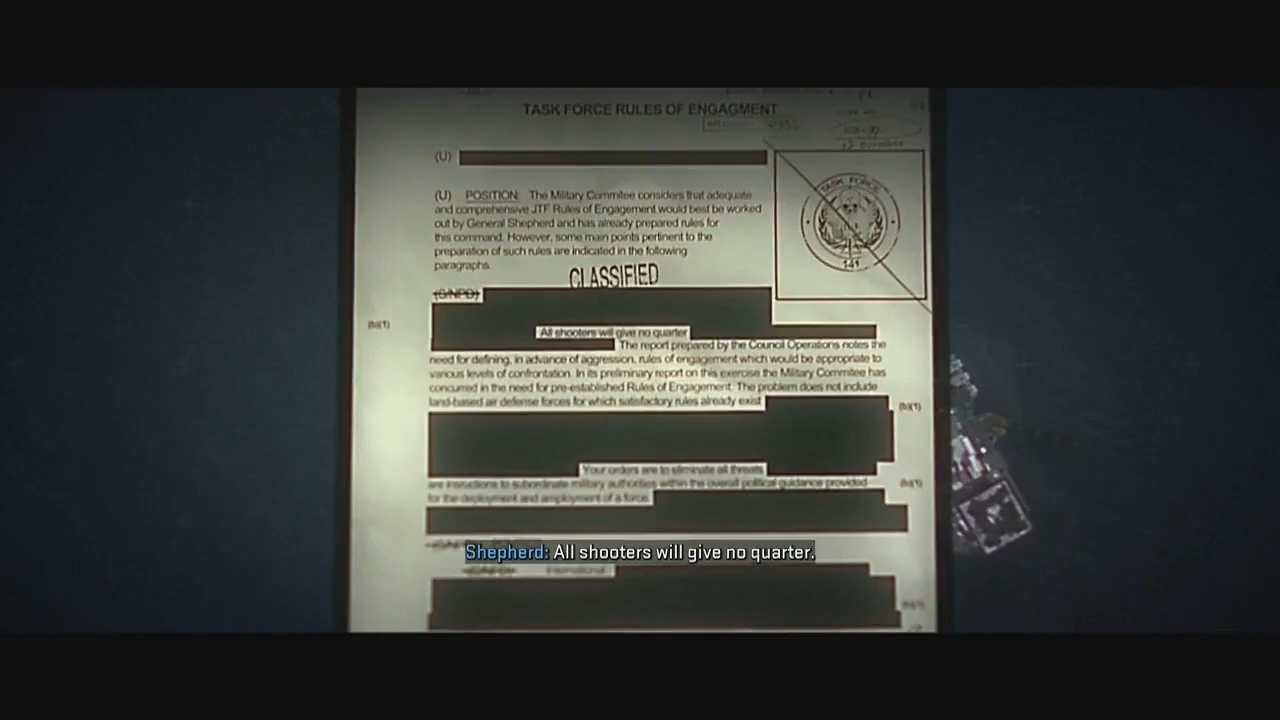 TASK FORCE RULES OF ENGAGMENT
(U)
(U) POSITION: The Military Commitee considers that adequate
and comprehensive JTF Rules of Engagement would best be worked
out by General Shepherd and has already prepared rules for
this command. However, some main points pertinent to the
preparation of such rules are indicated in the following
paragraphs.
TASK FORCE
141
CLASSIFIED
(S/NPD)
(b)(1)
All shooters will give no quarter
The report prepared by the Council Operations notes the
need for defining, in advance of aggression, rules of engagement which would be appropriate to
various levels of confrontation. In its preliminary report on this exercise the Military Commitee has
concurred in the need for pre-established Rules of Engagement. The problem does not include
land-based air defense forces for which satisfactory rules already exist
(b)(1)
Your orders are to eliminate all threats
are instructions to subordinate military authorities within the overall political guidance provided
(b)(1)
for the deployment and employment of a force.
Shepherd: All shooters will give no quarter.
International
(b)(1)